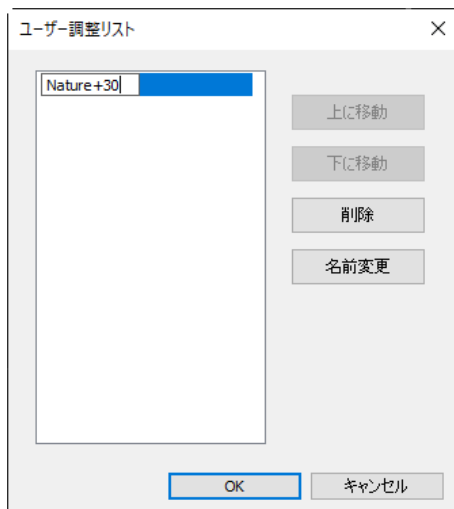 ユーザー調整リスト
Nature+30
上に移動
下に移動
削除
名前変更
OK
キャンセル